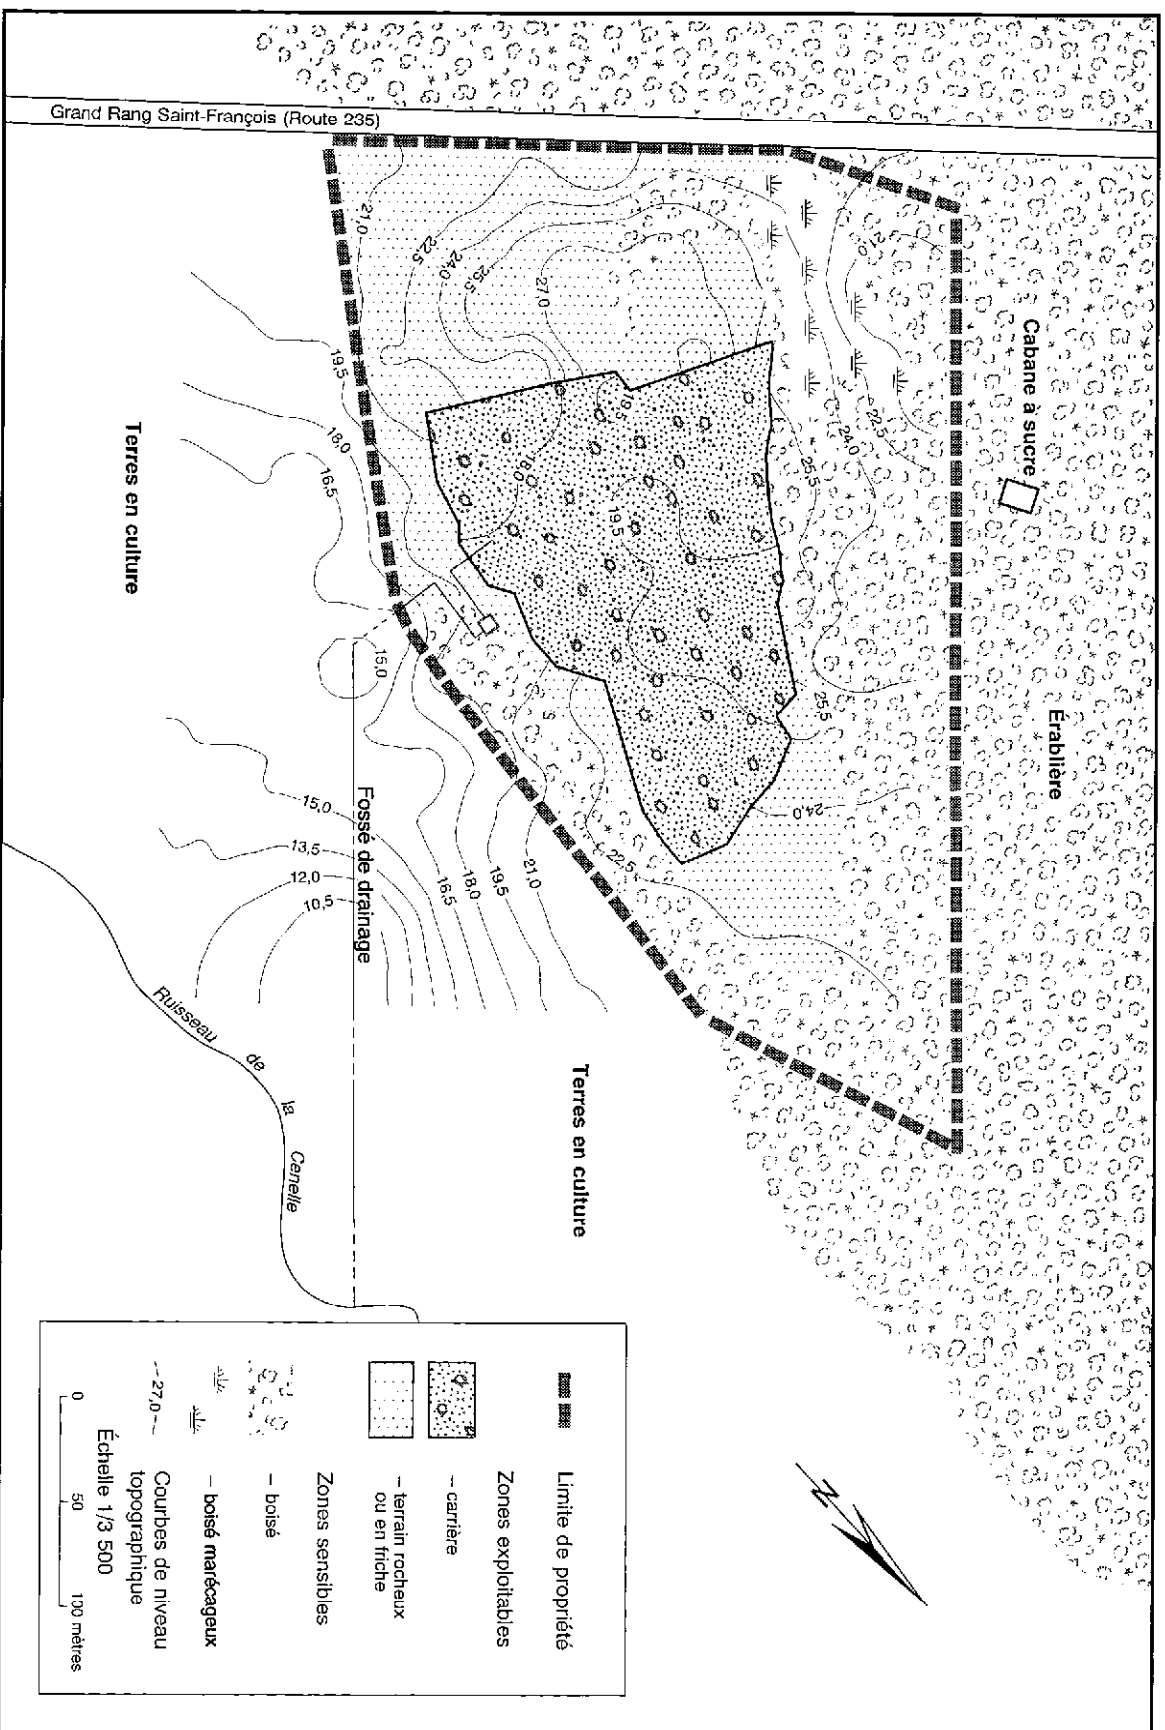 Grand Rang Saint-François (Route 235)
Cabane à sucre
Érablière
21,0
22,5
24,0
25,5
27,0
21,0
22,5
24,0
25,5
19,5
18,0
19,5
25,5
24,0
22,5
19,5
18,0
16,5
15,0
Terres en culture
Fossé de drainage
15,0
13,5
12,0
10,5
16,5
18,0
19,5
21,0
Terres en culture
Ruisseau de la Cenelle
N
Limite de propriété
Zones exploitables
– carrière
– terrain rocheux
ou en friche
Zones sensibles
– boisé
– boisé marécageux
--27,0-- Courbes de niveau
topographique
Échelle 1/3 500
0 50 100 mètres